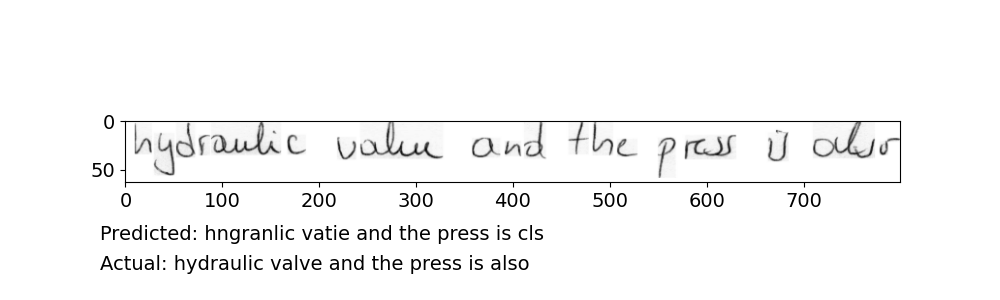 0
hydraulic valve and the press is also
50
0 100 200 300 400 500 600 700
Predicted: hngranlic vatie and the press is cls
Actual: hydraulic valve and the press is also